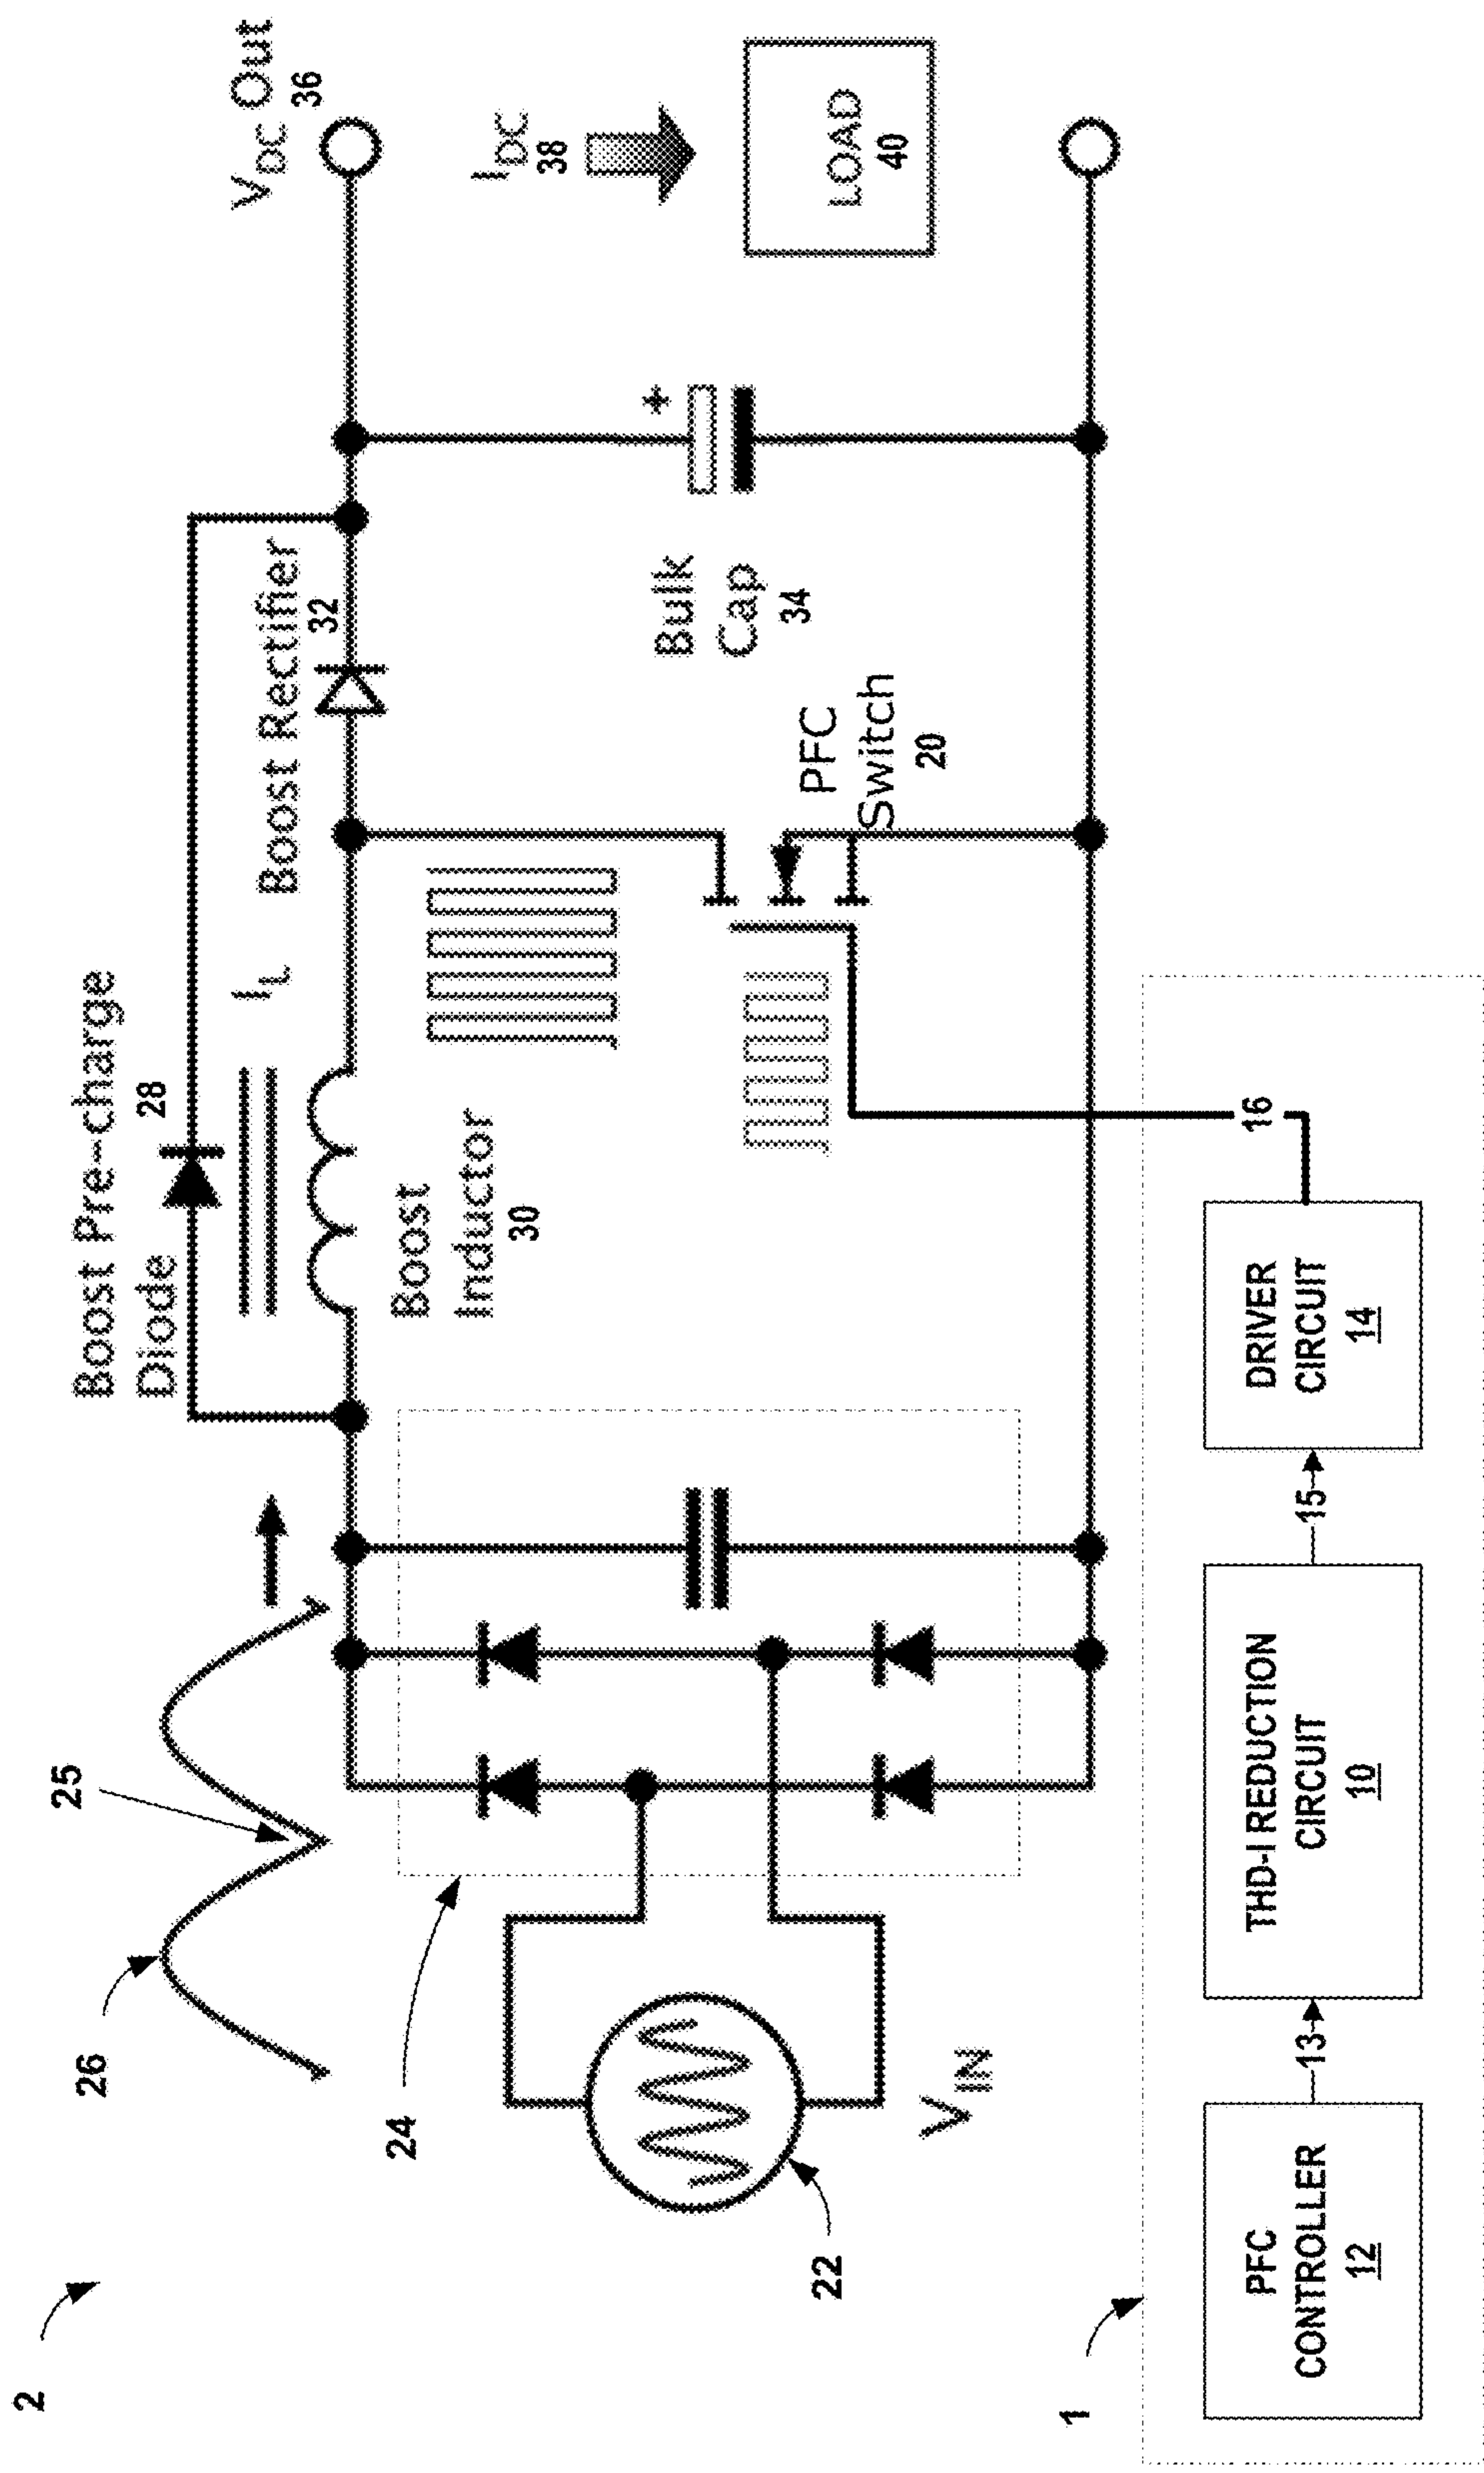 2
26
25
Boost Pre-charge
Diode
28
I_L
Boost Rectifier
32
V_DC Out
36
24
Boost
Inductor
30
I_DC
38
22
V_IN
Bulk
Cap
34
+
PFC
Switch
20
LOAD
40
1
PFC
CONTROLLER
12
13
THD-I REDUCTION
CIRCUIT
10
15
DRIVER
CIRCUIT
14
16